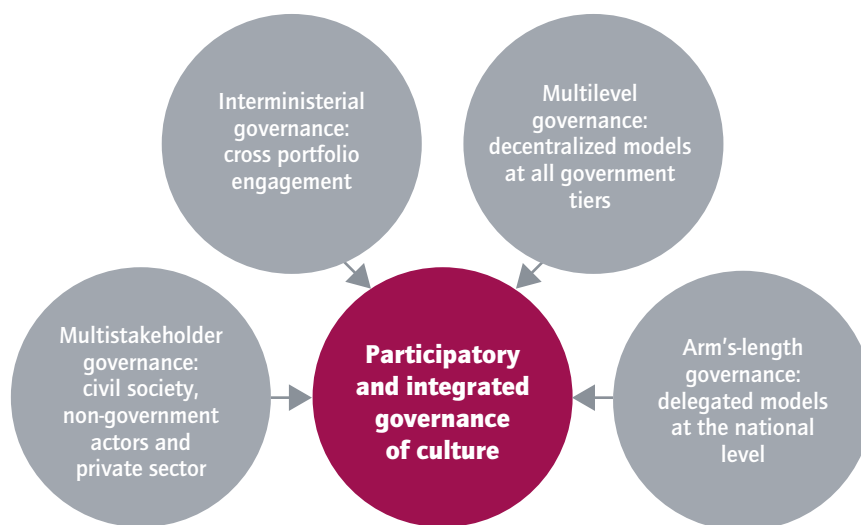 Interministerial
governance:
cross portfolio
engagement
Multilevel
governance:
decentralized models
at all government
tiers
Multistakeholder
governance:
civil society,
non-government
actors and
private sector
Participatory
and integrated
governance
of culture
Arm's-length
governance:
delegated models
at the national
level